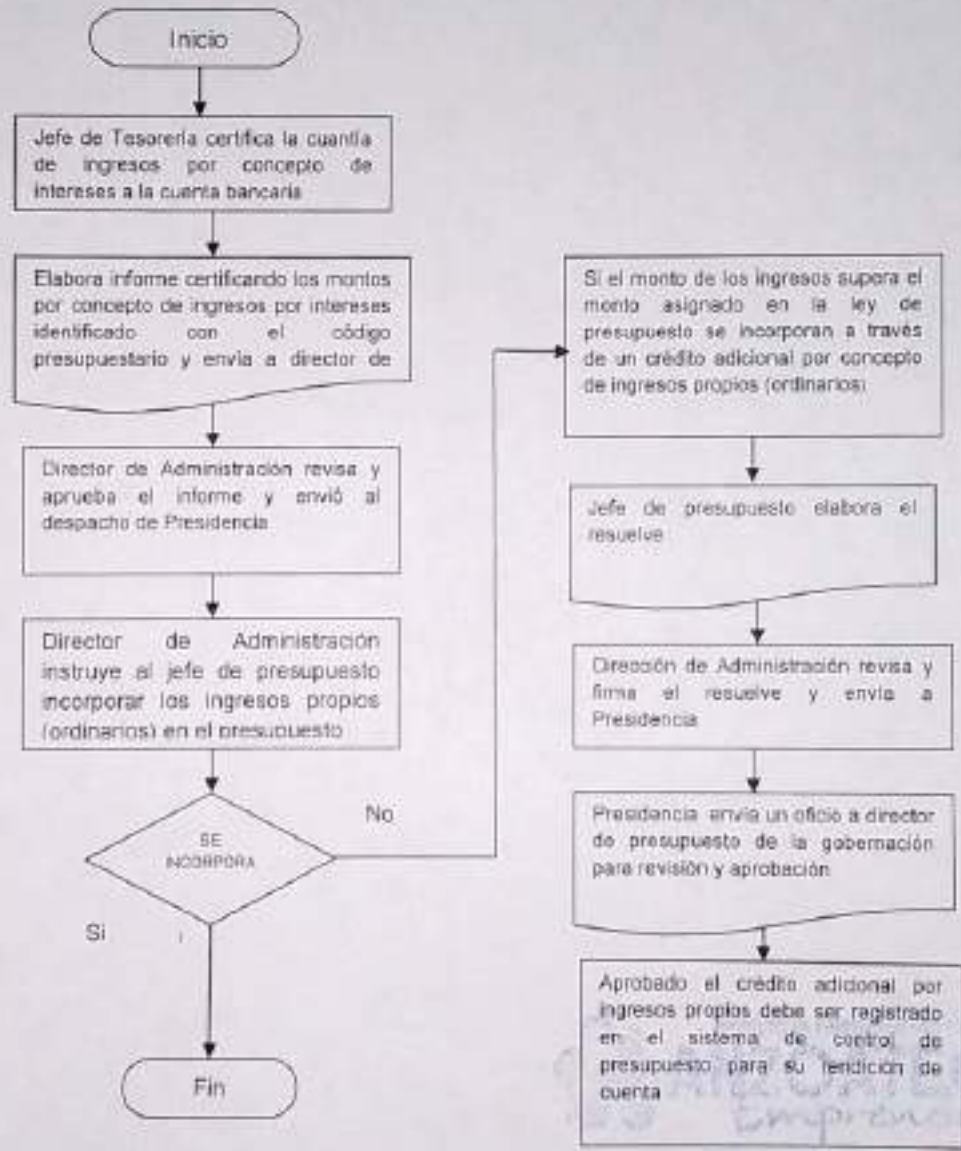 Inicio
Jefe de Tesorería certifica la cuantía
de ingresos por concepto de
intereses a la cuenta bancaria
Elabora informe certificando los montos
por concepto de ingresos por intereses
identificado con el código
presupuestario y envia a director de
Director de Administración revisa y
aprueba el informe y envió al
despacho de Presidencia
Director de Administración
instruye al jefe de presupuesto
incorporar los ingresos propios
(ordinarios) en el presupuesto
SE
INCORPORA
No
Si
Fin
Si el monto de los ingresos supera el
monto asignado en la ley de
presupuesto se incorporan a través
de un crédito adicional por concepto
de ingresos propios (ordinarios)
Jefe de presupuesto elabora el
resuelve
Dirección de Administración revisa y
firma el resuelve y envía a
Presidencia
Presidencia envía un oficio a director
de presupuesto de la gobernación
para revisión y aprobación
Aprobado el crédito adicional por
ingresos propios debe ser registrado
en el sistema de control de
presupuesto para su rendición de
cuenta